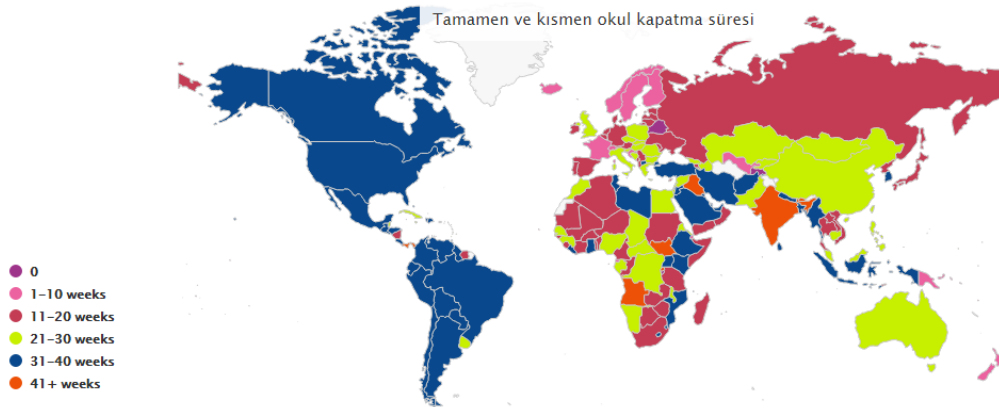 Tamamen ve kısmen okul kapatma süresi
0
1–10 weeks
11–20 weeks
21–30 weeks
31–40 weeks
41+ weeks